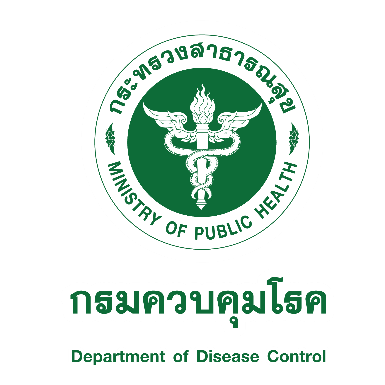 กระทรวงสาธารณสุข
MINISTRY OF PUBLIC HEALTH
กรมควบคุมโรค
Department of Disease Control